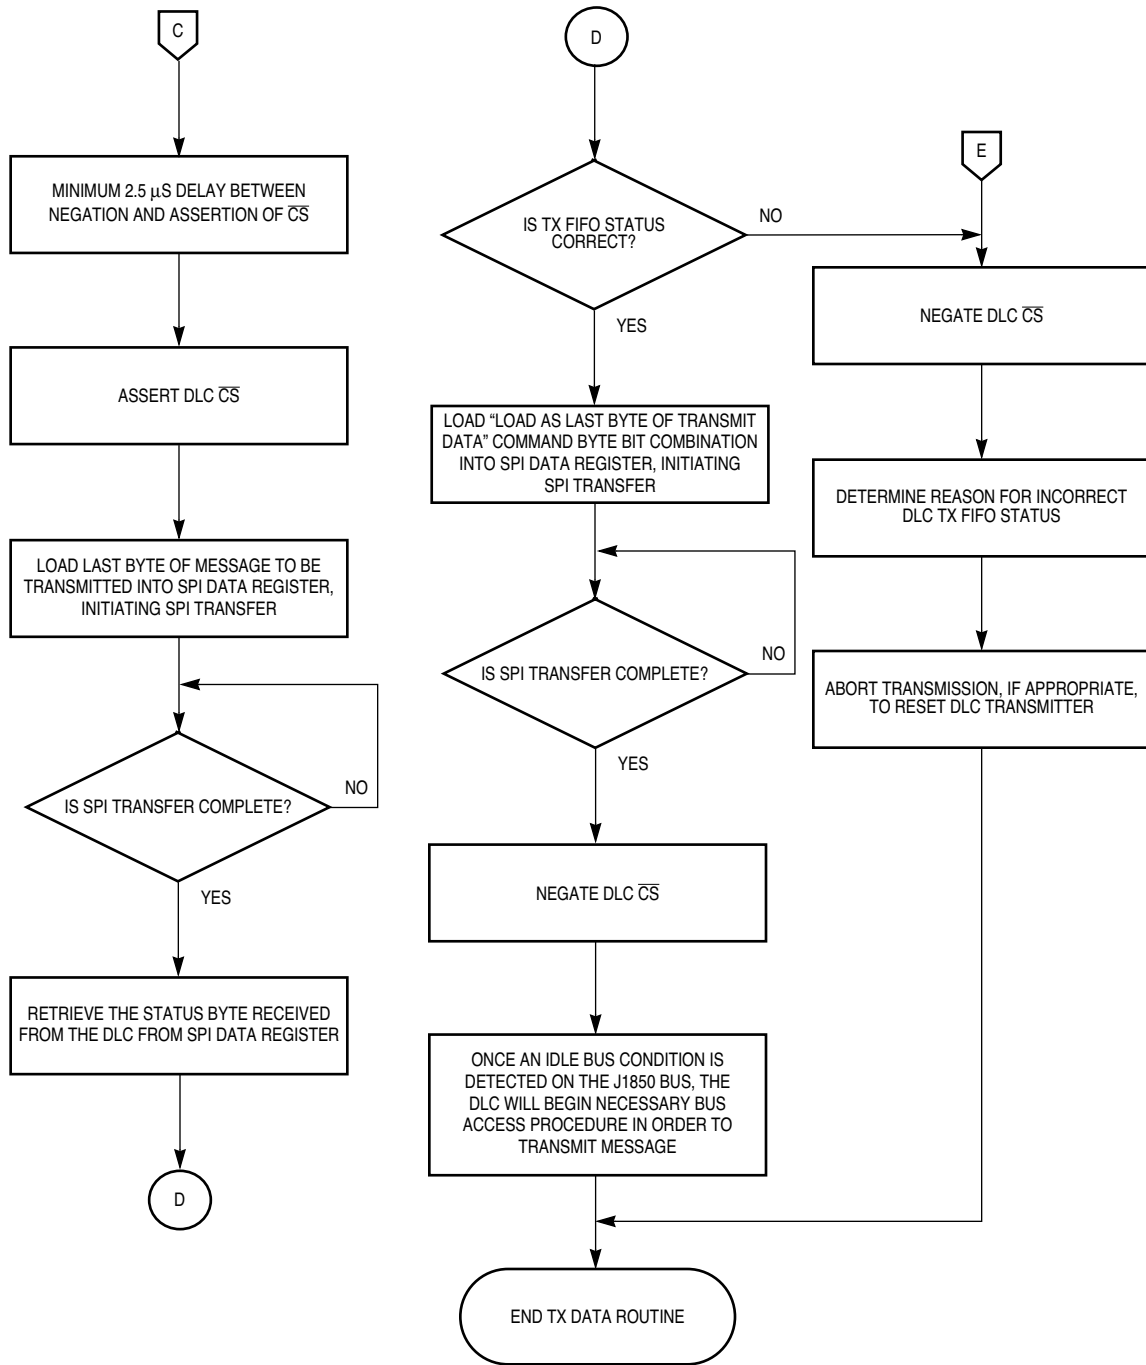 C
MINIMUM 2.5 μS DELAY BETWEEN
NEGATION AND ASSERTION OF C̅S̅
ASSERT DLC C̅S̅
LOAD LAST BYTE OF MESSAGE TO BE
TRANSMITTED INTO SPI DATA REGISTER,
INITIATING SPI TRANSFER
IS SPI TRANSFER COMPLETE?
NO
YES
RETRIEVE THE STATUS BYTE RECEIVED
FROM THE DLC FROM SPI DATA REGISTER
D
D
IS TX FIFO STATUS
CORRECT?
NO
YES
LOAD “LOAD AS LAST BYTE OF TRANSMIT
DATA” COMMAND BYTE BIT COMBINATION
INTO SPI DATA REGISTER, INITIATING
SPI TRANSFER
IS SPI TRANSFER COMPLETE?
NO
YES
NEGATE DLC C̅S̅
ONCE AN IDLE BUS CONDITION IS
DETECTED ON THE J1850 BUS, THE
DLC WILL BEGIN NECESSARY BUS
ACCESS PROCEDURE IN ORDER TO
TRANSMIT MESSAGE
END TX DATA ROUTINE
E
NEGATE DLC C̅S̅
DETERMINE REASON FOR INCORRECT
DLC TX FIFO STATUS
ABORT TRANSMISSION, IF APPROPRIATE,
TO RESET DLC TRANSMITTER